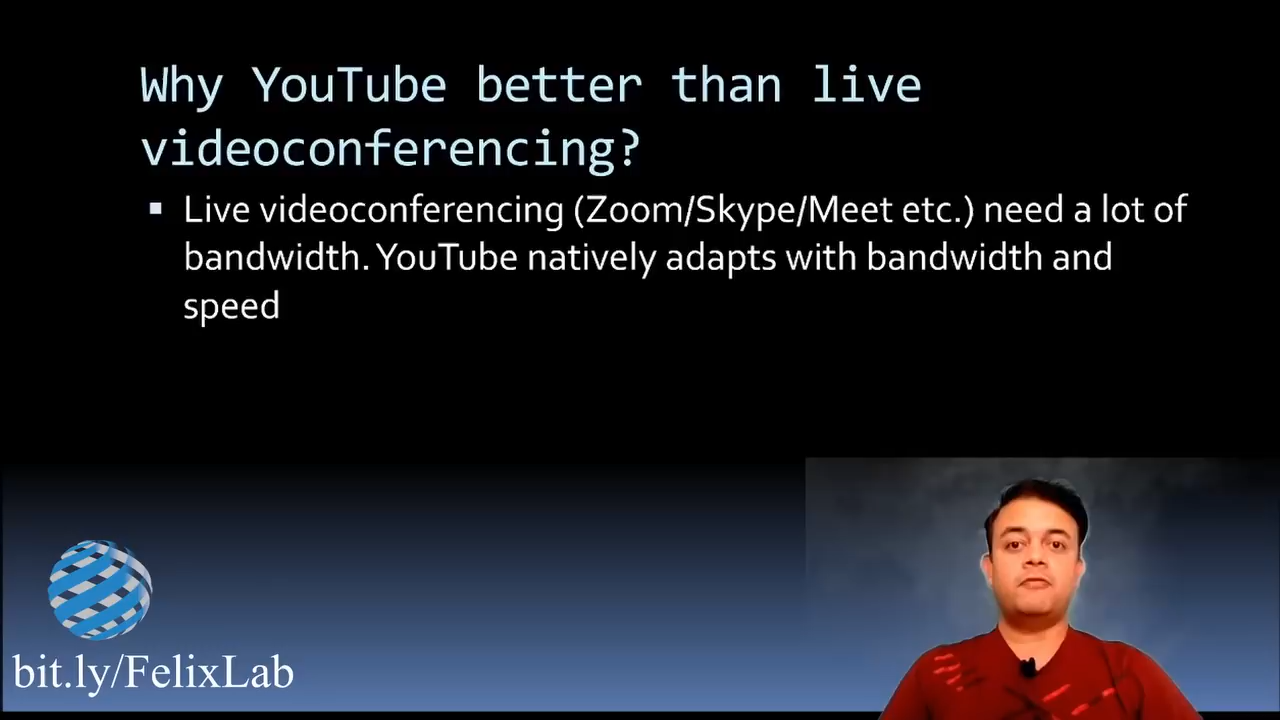 Why YouTube better than live
videoconferencing?
Live videoconferencing (Zoom/Skype/Meet etc.) need a lot of
bandwidth. YouTube natively adapts with bandwidth and
speed
bit.ly/FelixLab